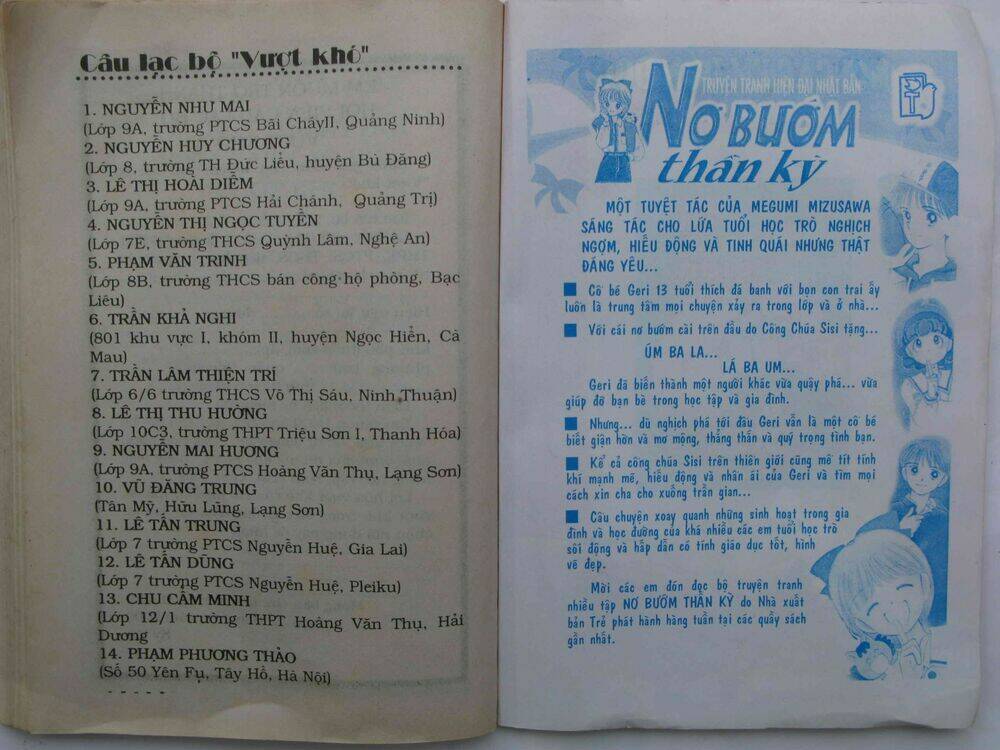 Câu lạc bộ "Vượt khó"
1. NGUYỄN NHƯ MAI
(Lớp 9A, trường PTCS Bãi CháyII, Quảng Ninh)
2. NGUYỄN HUY CHƯƠNG
(Lớp 8, trường TH Đức Liễu, huyện Bù Đăng)
3. LÊ THỊ HOÀI DIỄM
(Lớp 9A, trường PTCS Hải Chánh, Quảng Trị)
4. NGUYỄN THỊ NGỌC TUYỀN
(Lớp 7E, trường THCS Quỳnh Lâm, Nghệ An)
5. PHẠM VĂN TRINH
(Lớp 8B, trường THCS bán công hộ phòng, Bạc
Liêu)
6. TRẦN KHẢ NGHI
(801 khu vực I, khóm II, huyện Ngọc Hiển, Cà
Mau)
7. TRẦN LÂM THIỆN TRÍ
(Lớp 6/6 trường THCS Võ Thị Sáu, Ninh Thuận)
8. LÊ THỊ THU HƯỜNG
(Lớp 10C3, trường THPT Triệu Sơn I, Thanh Hóa)
9. NGUYỄN MAI HƯƠNG
(Lớp 9A, trường PTCS Hoàng Văn Thụ, Lạng Sơn)
10. VŨ ĐĂNG TRUNG
(Tân Mỹ, Hữu Lũng, Lạng Sơn)
11. LÊ TẤN TRUNG
(Lớp 7 trường PTCS Nguyễn Huệ, Gia Lai)
12. LÊ TẤN DŨNG
(Lớp 7 trường PTCS Nguyễn Huệ, Pleiku)
13. CHU CẨM MINH
(Lớp 12/1 trường THPT Hoàng Văn Thụ, Hải
Dương
14. PHẠM PHƯƠNG THẢO
(Số 50 Yên Phụ, Tây Hồ, Hà Nội)
- - - - -
TRUYỆN TRANH HIỆN ĐẠI NHẬT BẢN
NƠ BƯỚM
thần kỳ
MỘT TUYỆT TÁC CỦA MEGUMI MIZUSAWA
SÁNG TÁC CHO LỨA TUỔI HỌC TRÒ NGHỊCH
NGỢM, HIẾU ĐỘNG VÀ TINH QUÁI NHƯNG THẬT
ĐÁNG YÊU...
■ Cô bé Geri 13 tuổi thích đá banh với bọn con trai ấy
luôn là trung tâm mọi chuyện xảy ra trong lớp và ở nhà...
■ Với cái nơ bướm cài trên đầu do Công Chúa Sisi tặng...
ÚM BA LA...
LÁ BA UM...
Geri đã biến thành một người khác vừa quậy phá... vừa
giúp đỡ bạn bè trong học tập và gia đình.
■ Nhưng... dù nghịch phá tới đâu Geri vẫn là một cô bé
biết giận hờn và mơ mộng, thẳng thắn và quý trọng tình bạn.
■ Kể cả công chúa Sisi trên thiên giới cũng mê tít tính
khí mạnh mẽ, hiếu động và nhân ái của Geri và tìm mọi
cách xin cha cho xuống trần gian...
■ Câu chuyện xoay quanh những sinh hoạt trong gia
đình và học đường của khá nhiều các em tuổi học trò
sôi động và hấp dẫn có tính giáo dục tốt, hình
vẽ đẹp.
Mời các em đón đọc bộ truyện tranh
nhiều tập NƠ BƯỚM THẦN KỲ do Nhà xuất
bản Trẻ phát hành hàng tuần tại các quầy sách
gần nhất.